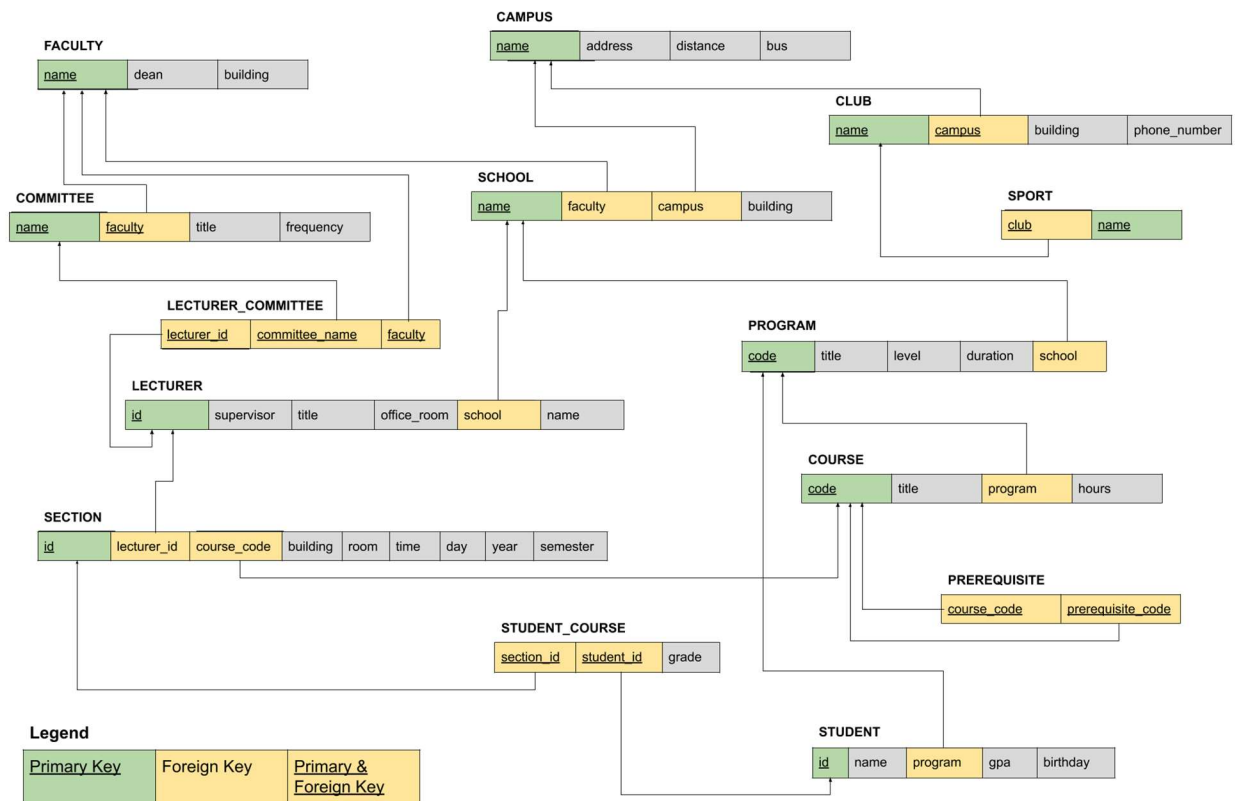 CAMPUS
name address distance bus
FACULTY
name dean building
CLUB
name campus building phone_number
SCHOOL
name faculty campus building
COMMITTEE
name faculty title frequency
SPORT
club name
LECTURER_COMMITTEE
lecturer_id committee_name faculty
PROGRAM
code title level duration school
LECTURER
id supervisor title office_room school name
COURSE
code title program hours
SECTION
id lecturer_id course_code building room time day year semester
PREREQUISITE
course_code prerequisite_code
STUDENT_COURSE
section_id student_id grade
STUDENT
id name program gpa birthday
Legend
Primary Key Foreign Key Primary &
Foreign Key